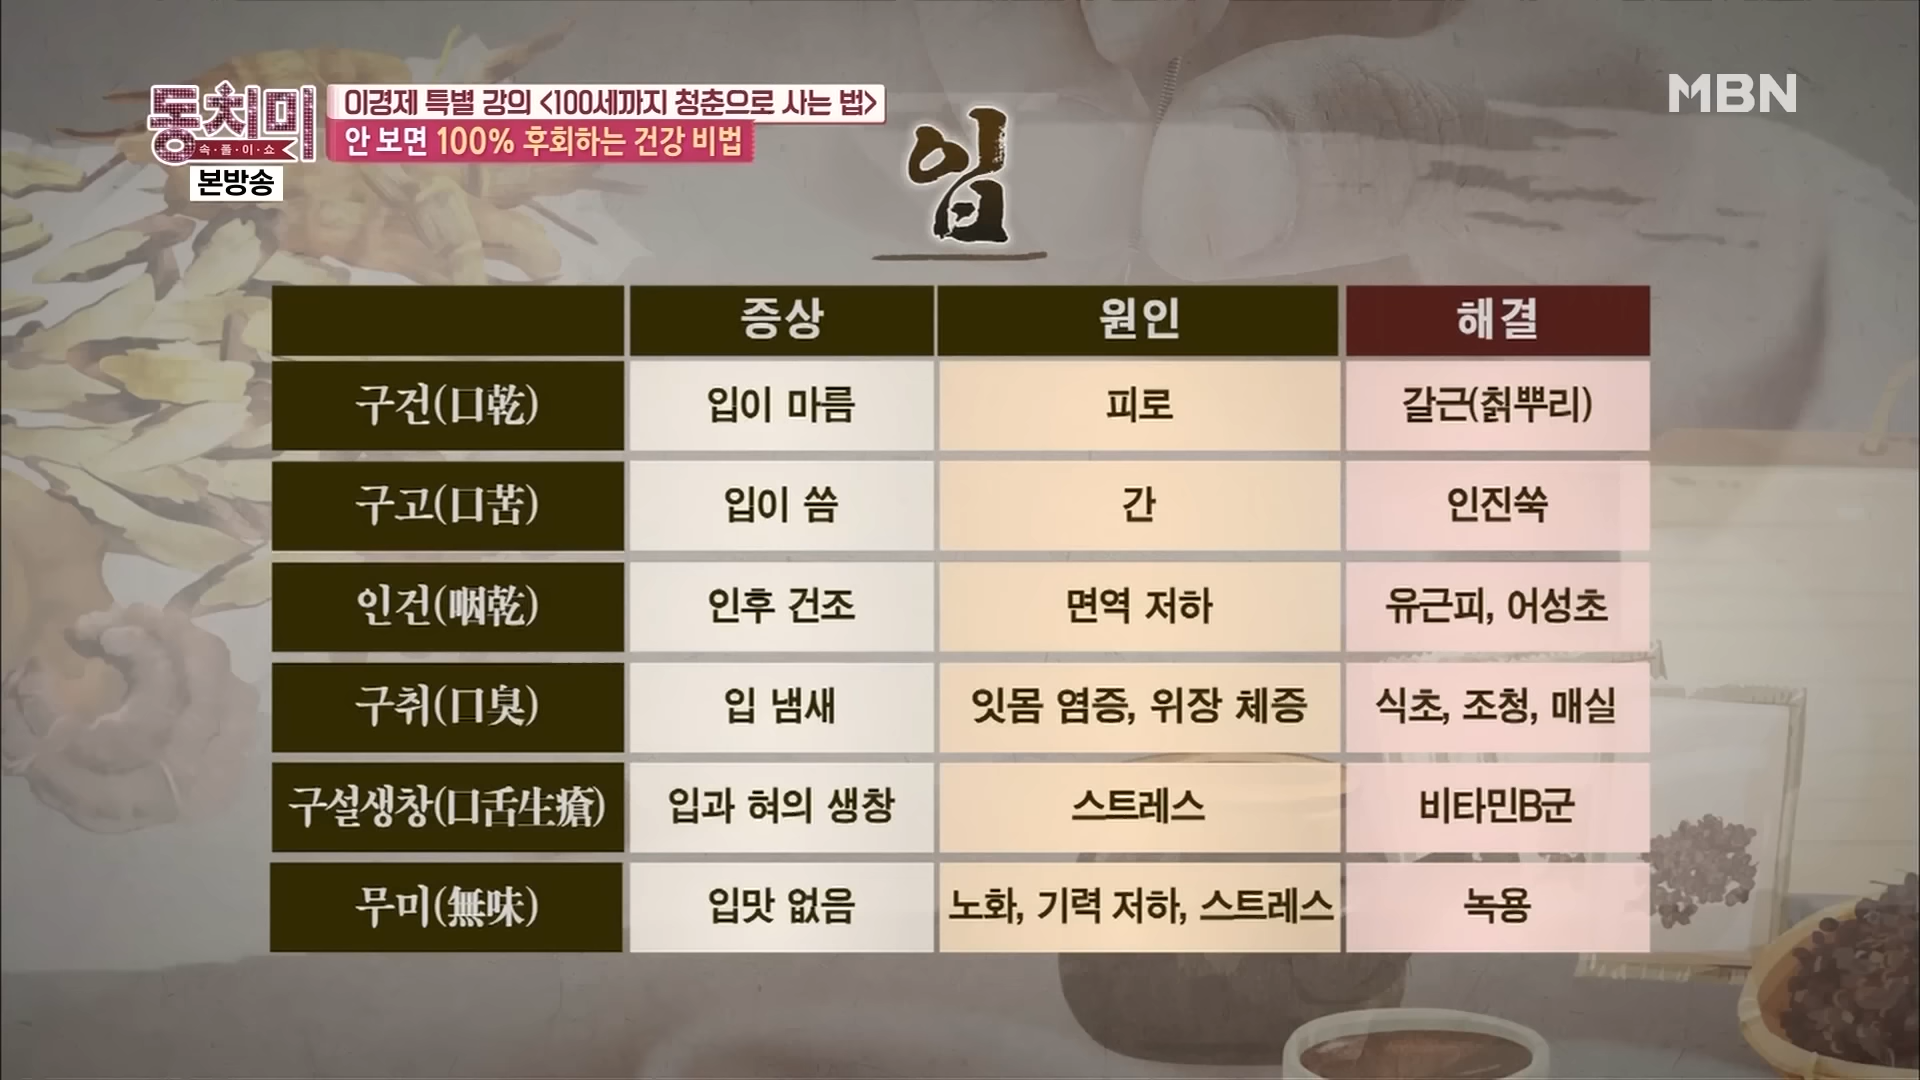 동치미
속·풀·이·쇼
본방송
이경제 특별 강의 <100세까지 청춘으로 사는 법>
안 보면 100% 후회하는 건강 비법
MBN
입
증상 원인 해결
구건(口乾) 입이 마름 피로 갈근(칡뿌리)
구고(口苦) 입이 씀 간 인진쑥
인건(咽乾) 인후 건조 면역 저하 유근피, 어성초
구취(口臭) 입 냄새 잇몸 염증, 위장 체증 식초, 조청, 매실
구설생창(口舌生瘡) 입과 혀의 생창 스트레스 비타민B군
무미(無味) 입맛 없음 노화, 기력 저하, 스트레스 녹용